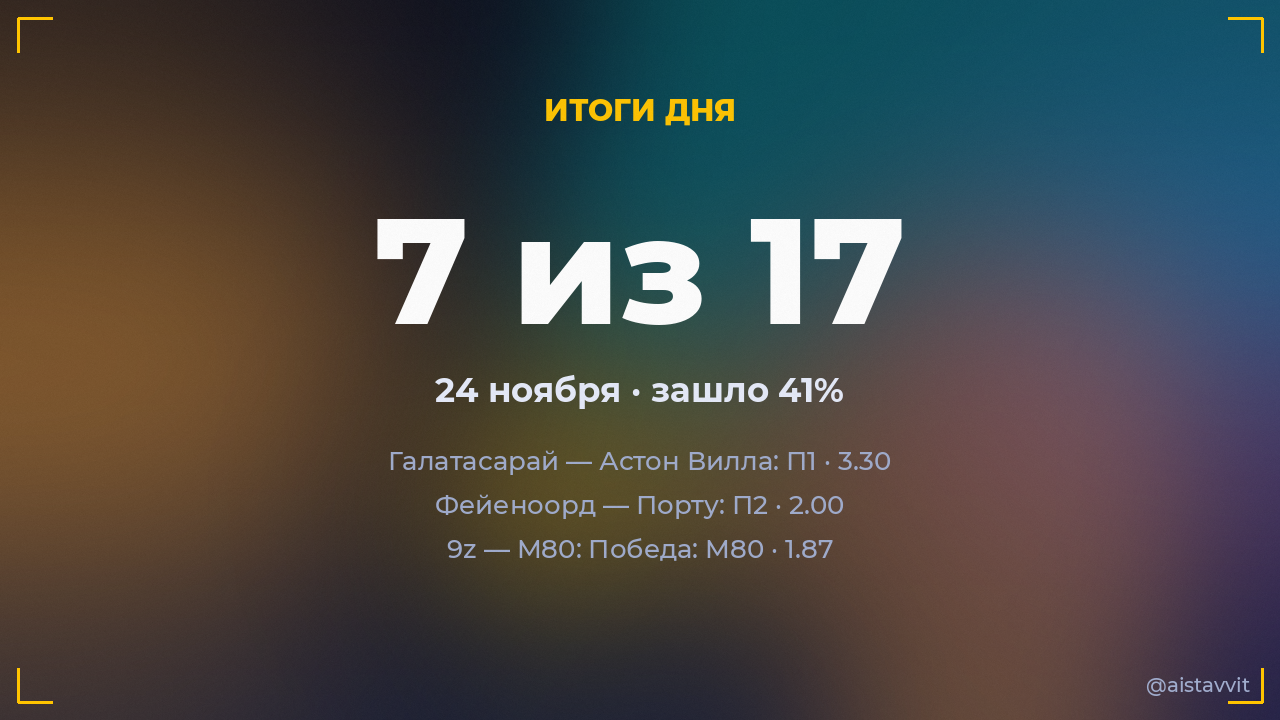 ИТОГИ ДНЯ
7 из 17
24 ноября · зашло 41%
Галатасарай — Астон Вилла: П1 · 3.30
Фейеноорд — Порту: П2 · 2.00
9z — M80: Победа: M80 · 1.87
@aistavvit